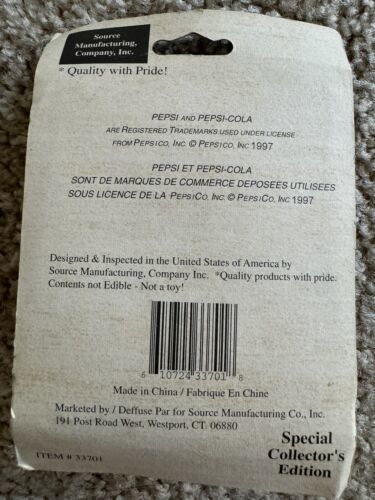 Source
Manufacturing,
Company, Inc.
* Quality with Pride!
PEPSI AND PEPSI-COLA
ARE REGISTERED TRADEMARKS USED UNDER LICENSE
FROM PEPSICO, INC. © PEPSICO, INC 1997
PEPSI ET PEPSI-COLA
SONT DE MARQUES DE COMMERCE DEPOSEES UTILISEES
SOUS LICENCE DE LA PEPSICO, INC. © PEPSICO, INC 1997
Designed & Inspected in the United States of America by
Source Manufacturing, Company Inc. *Quality products with pride.
Contents not Edible - Not a toy!
6 10724 33701 8
Made in China / Fabrique En Chine
Marketed by / Deffuse Par for Source Manufacturing Co., Inc.
191 Post Road West, Westport, CT. 06880
Special
Collector's
Edition
ITEM # 33701